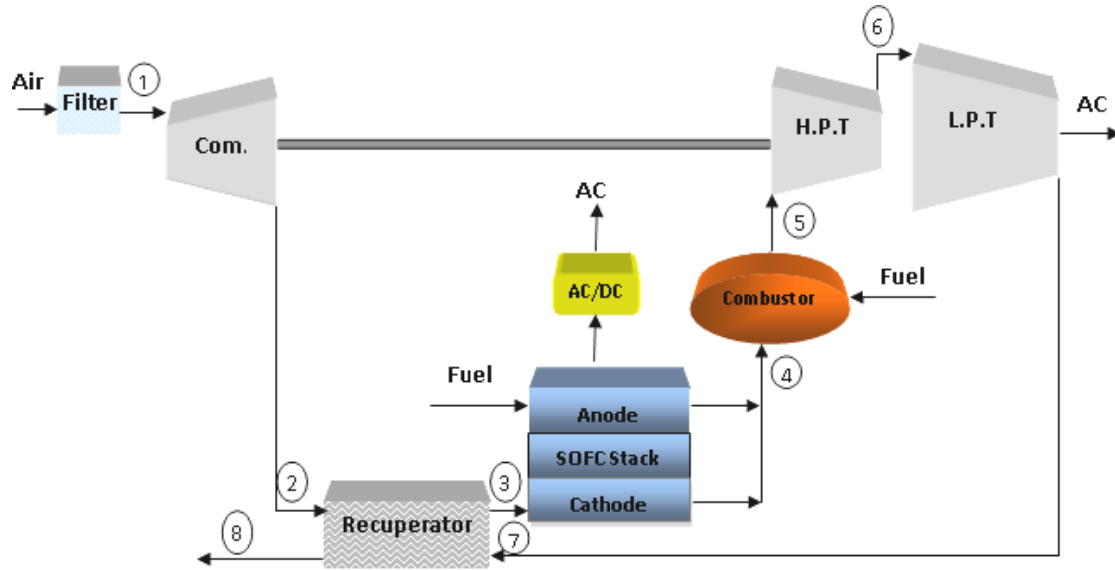 6
Air
1
Filter
Com.
H.P.T
L.P.T
AC
AC
5
AC/DC
Combustor
Fuel
Fuel
4
Anode
SOFC Stack
2
3
Cathode
Recuperator
8
7